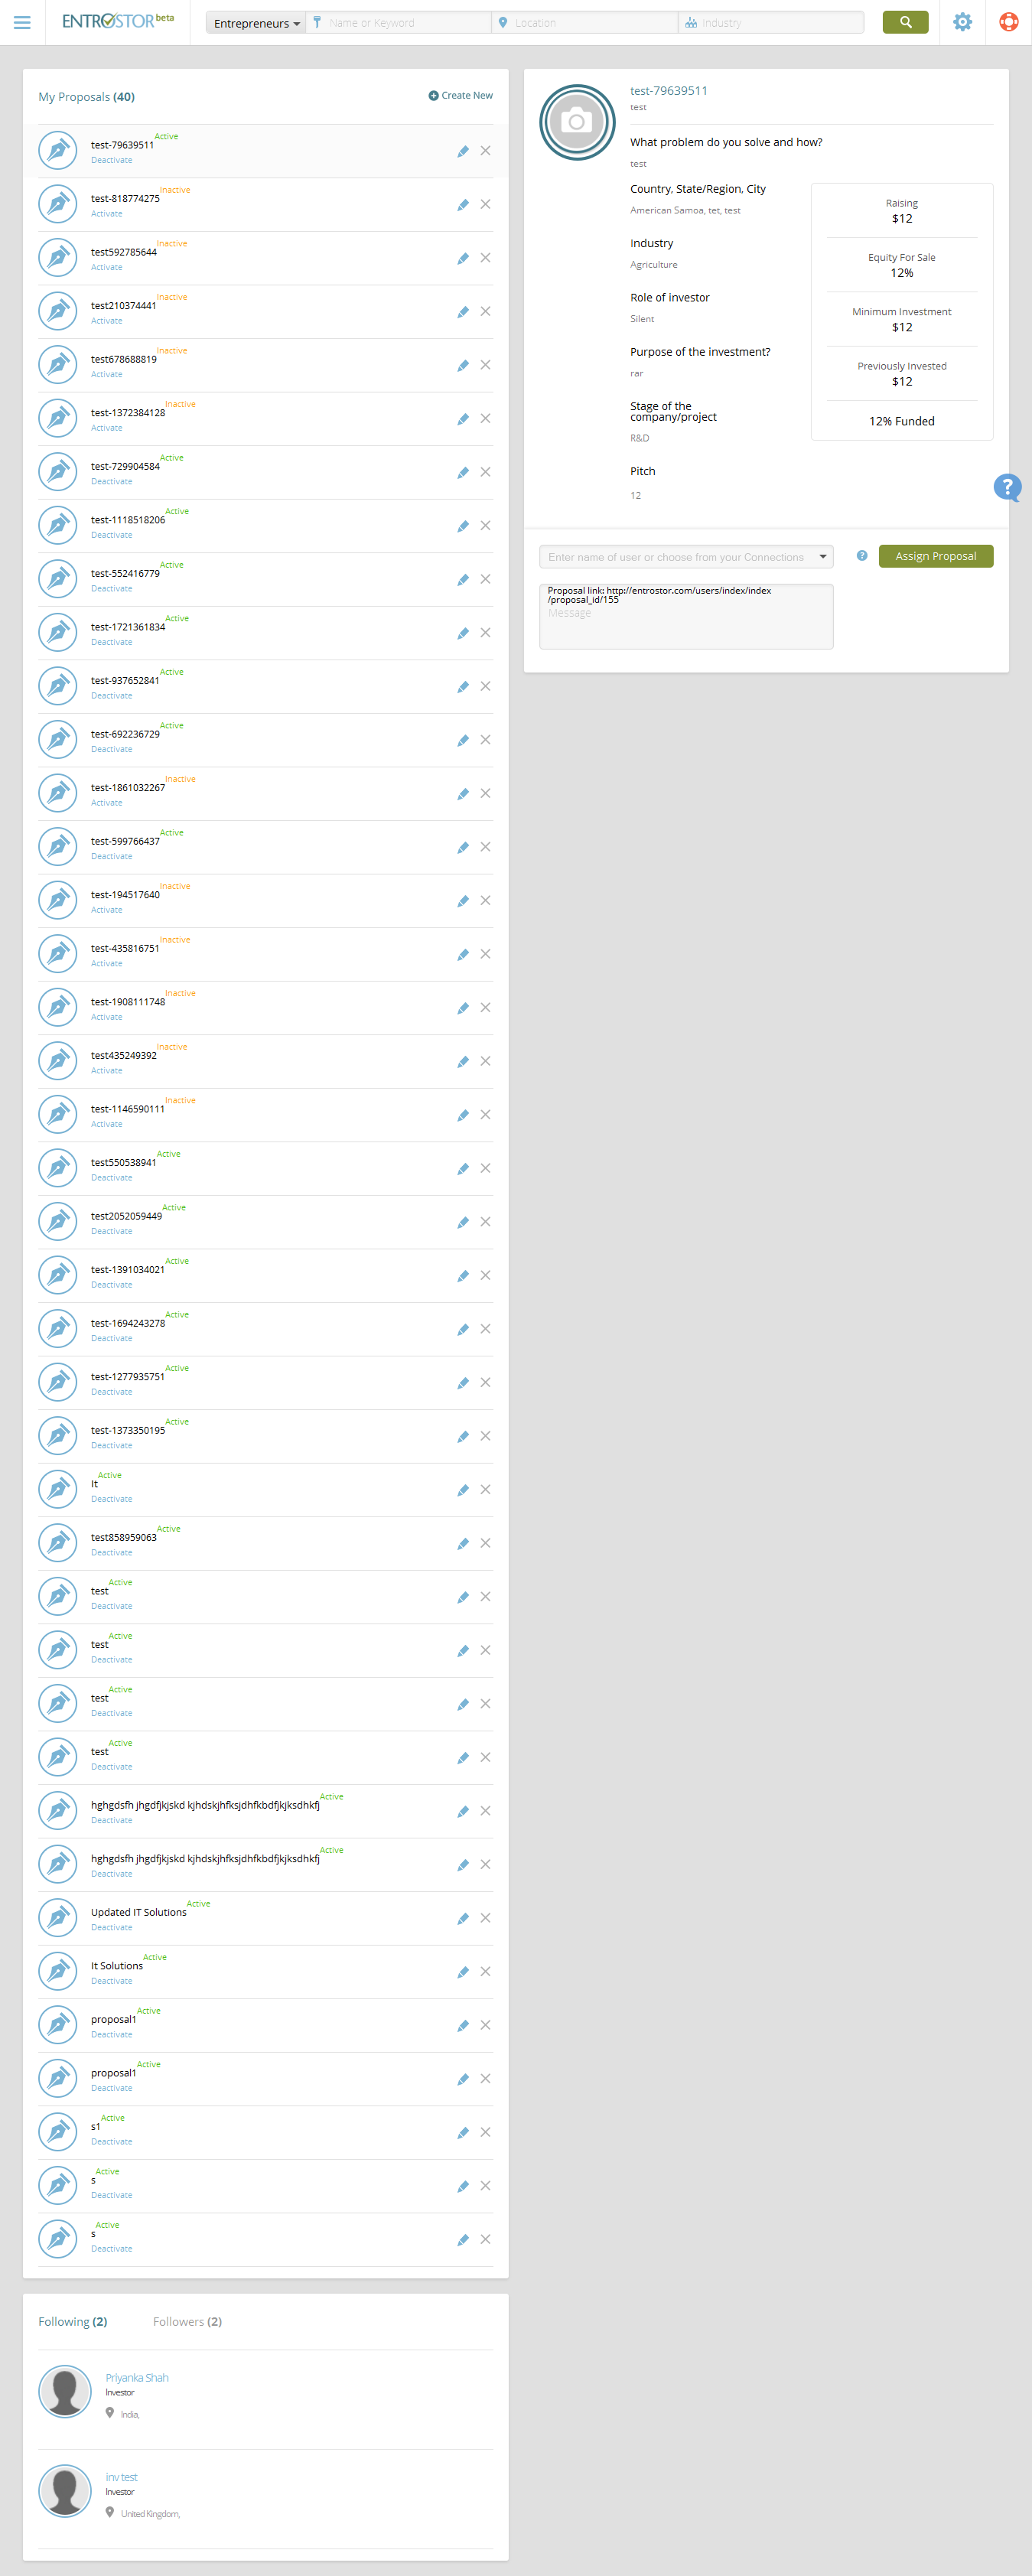 ENTROSTOR beta
Entrepreneurs
Name or Keyword
Location
Industry
My Proposals (40)
Create New
test-79639511 Active
Deactivate
test-818774275 Inactive
Activate
test592785644 Inactive
Activate
test210374441 Inactive
Activate
test678688819 Inactive
Activate
test-1372384128 Inactive
Activate
test-729904584 Active
Deactivate
test-1118518206 Active
Deactivate
test-552416779 Active
Deactivate
test-1721361834 Active
Deactivate
test-937652841 Active
Deactivate
test-692236729 Active
Deactivate
test-1861032267 Inactive
Activate
test-599766437 Active
Deactivate
test-194517640 Inactive
Activate
test-435816751 Inactive
Activate
test-1908111748 Inactive
Activate
test435249392 Inactive
Activate
test-1146590111 Inactive
Activate
test550538941 Active
Deactivate
test2052059449 Active
Deactivate
test-1391034021 Active
Deactivate
test-1694243278 Active
Deactivate
test-1277935751 Active
Deactivate
test-1373350195 Active
Deactivate
It Active
Deactivate
test858959063 Active
Deactivate
test Active
Deactivate
test Active
Deactivate
test Active
Deactivate
test Active
Deactivate
hghgdsfh jhgdfjkjskd kjhdskjhfksjdhfkbdfjkjksdhkfj Active
Deactivate
hghgdsfh jhgdfjkjskd kjhdskjhfksjdhfkbdfjkjksdhkfj Active
Deactivate
Updated IT Solutions Active
Deactivate
It Solutions Active
Deactivate
proposal1 Active
Deactivate
proposal1 Active
Deactivate
s1 Active
Deactivate
s Active
Deactivate
s Active
Deactivate
Following (2)
Followers (2)
Priyanka Shah
Investor
India,
inv test
Investor
United Kingdom,
test-79639511
test
What problem do you solve and how?
test
Country, State/Region, City
American Samoa, tet, test
Industry
Agriculture
Role of investor
Silent
Purpose of the investment?
rar
Stage of the
company/project
R&D
Pitch
12
Raising
$12
Equity For Sale
12%
Minimum Investment
$12
Previously Invested
$12
12% Funded
?
Enter name of user or choose from your Connections
?
Assign Proposal
Proposal link: http://entrostor.com/users/index/index
/proposal_id/155
Message